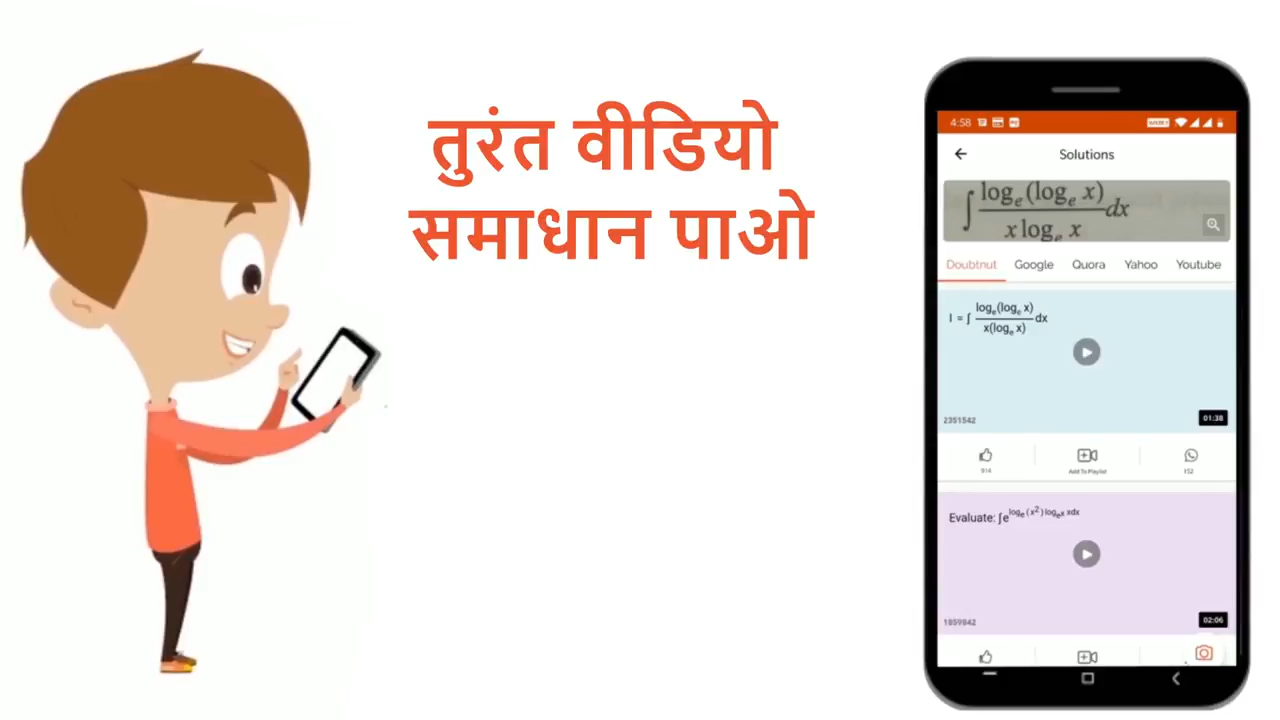 तुरंत वीडियो
समाधान पाओ
4:58
Solutions
∫ logₑ(logₑ x) / x logₑ x dx
Doubtnut Google Quora Yahoo Youtube
I = ∫ logₑ(logₑ x) / x(logₑ x) dx
2351542 01:38
914 Add To Playlist 152
Evaluate: ∫e^logₑ(x²)logₑx xdx
1859842 02:06